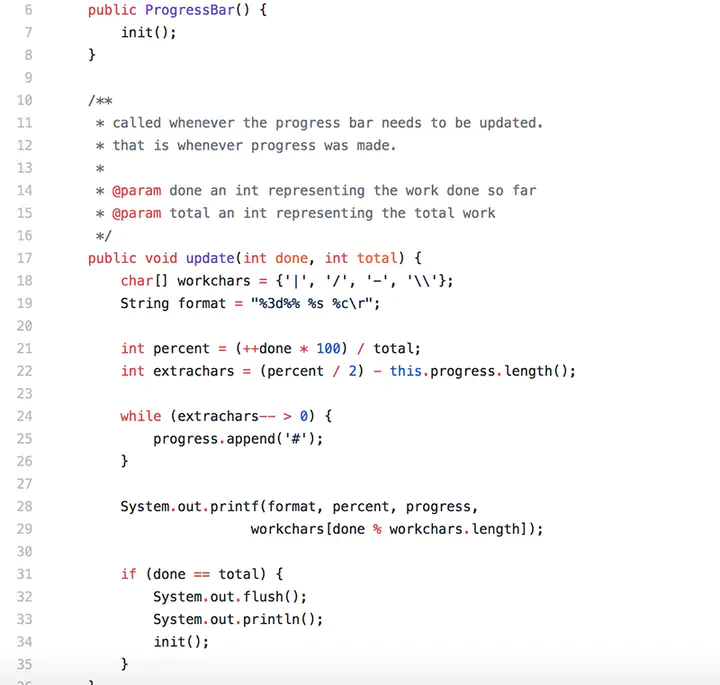 6 public ProgressBar() {
7 init();
8 }
9
10 /**
11 * called whenever the progress bar needs to be updated.
12 * that is whenever progress was made.
13 *
14 * @param done an int representing the work done so far
15 * @param total an int representing the total work
16 */
17 public void update(int done, int total) {
18 char[] workchars = {'|', '/', '-', '\\'};
19 String format = "%3d%% %s %c\r";
20
21 int percent = (++done * 100) / total;
22 int extrachars = (percent / 2) - this.progress.length();
23
24 while (extrachars-- > 0) {
25 progress.append('#');
26 }
27
28 System.out.printf(format, percent, progress,
29 workchars[done % workchars.length]);
30
31 if (done == total) {
32 System.out.flush();
33 System.out.println();
34 init();
35 }